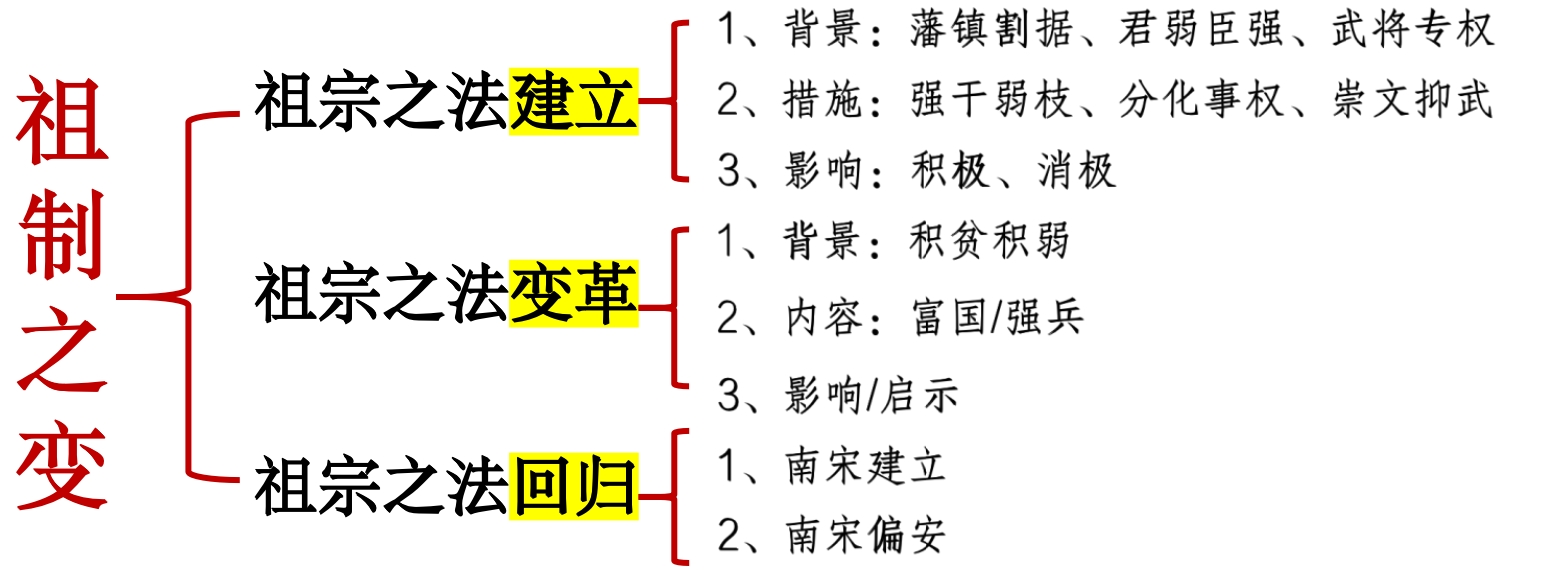 祖制之变
祖宗之法建立
1、背景：藩镇割据、君弱臣强、武将专权
2、措施：强干弱枝、分化事权、崇文抑武
3、影响：积极、消极
祖宗之法变革
1、背景：积贫积弱
2、内容：富国/强兵
3、影响/启示
祖宗之法回归
1、南宋建立
2、南宋偏安